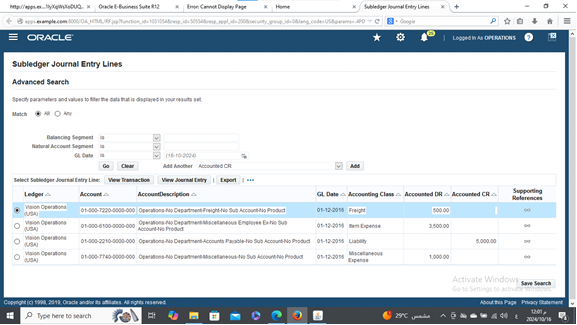 http://apps.ex...1lyXqWsXoDUQ...
Oracle E-Business Suite R12
Error: Cannot Display Page
Home
Subledger Journal Entry Lines
apps.example.com:8000/OA_HTML/RF.jsp?function_id=1031054&resp_id=50554&resp_appl_id=200&security_group_id=0&lang_code=US&params=.APD
Google
ORACLE
Logged In As OPERATIONS
Subledger Journal Entry Lines
Advanced Search
Specify parameters and values to filter the data that is displayed in your results set.
Match All Any
Balancing Segment is
Natural Account Segment is
GL Date is (16-10-2024)
Go Clear Add Another Accounted CR Add
Select Subledger Journal Entry Line: View Transaction View Journal Entry | Export |
Ledger Account AccountDescription GL Date Accounting Class Accounted DR Accounted CR Supporting References
Vision Operations (USA) 01-000-7220-0000-000 Operations-No Department-Freight-No Sub Account-No Product 01-12-2016 Freight 500.00
Vision Operations (USA) 01-000-6100-0000-000 Operations-No Department-Miscellaneous Employee Ex-No Sub Account-No Product 01-12-2016 Item Expense 3,500.00
Vision Operations (USA) 01-000-2210-0000-000 Operations-No Department-Accounts Payable-No Sub Account-No Product 01-12-2016 Liability 5,000.00
Vision Operations (USA) 01-000-7740-0000-000 Operations-No Department-Miscellaneous-No Sub Account-No Product 01-12-2016 Miscellaneous Expense 1,000.00
Activate Windows
Go to Settings to activate Windows.
Save Search
Copyright (c) 1998, 2019, Oracle and/or its affiliates. All rights reserved.
About this Page Privacy Statement
Type here to search
29°C مشمس
ع
12:01 م
2024/10/16